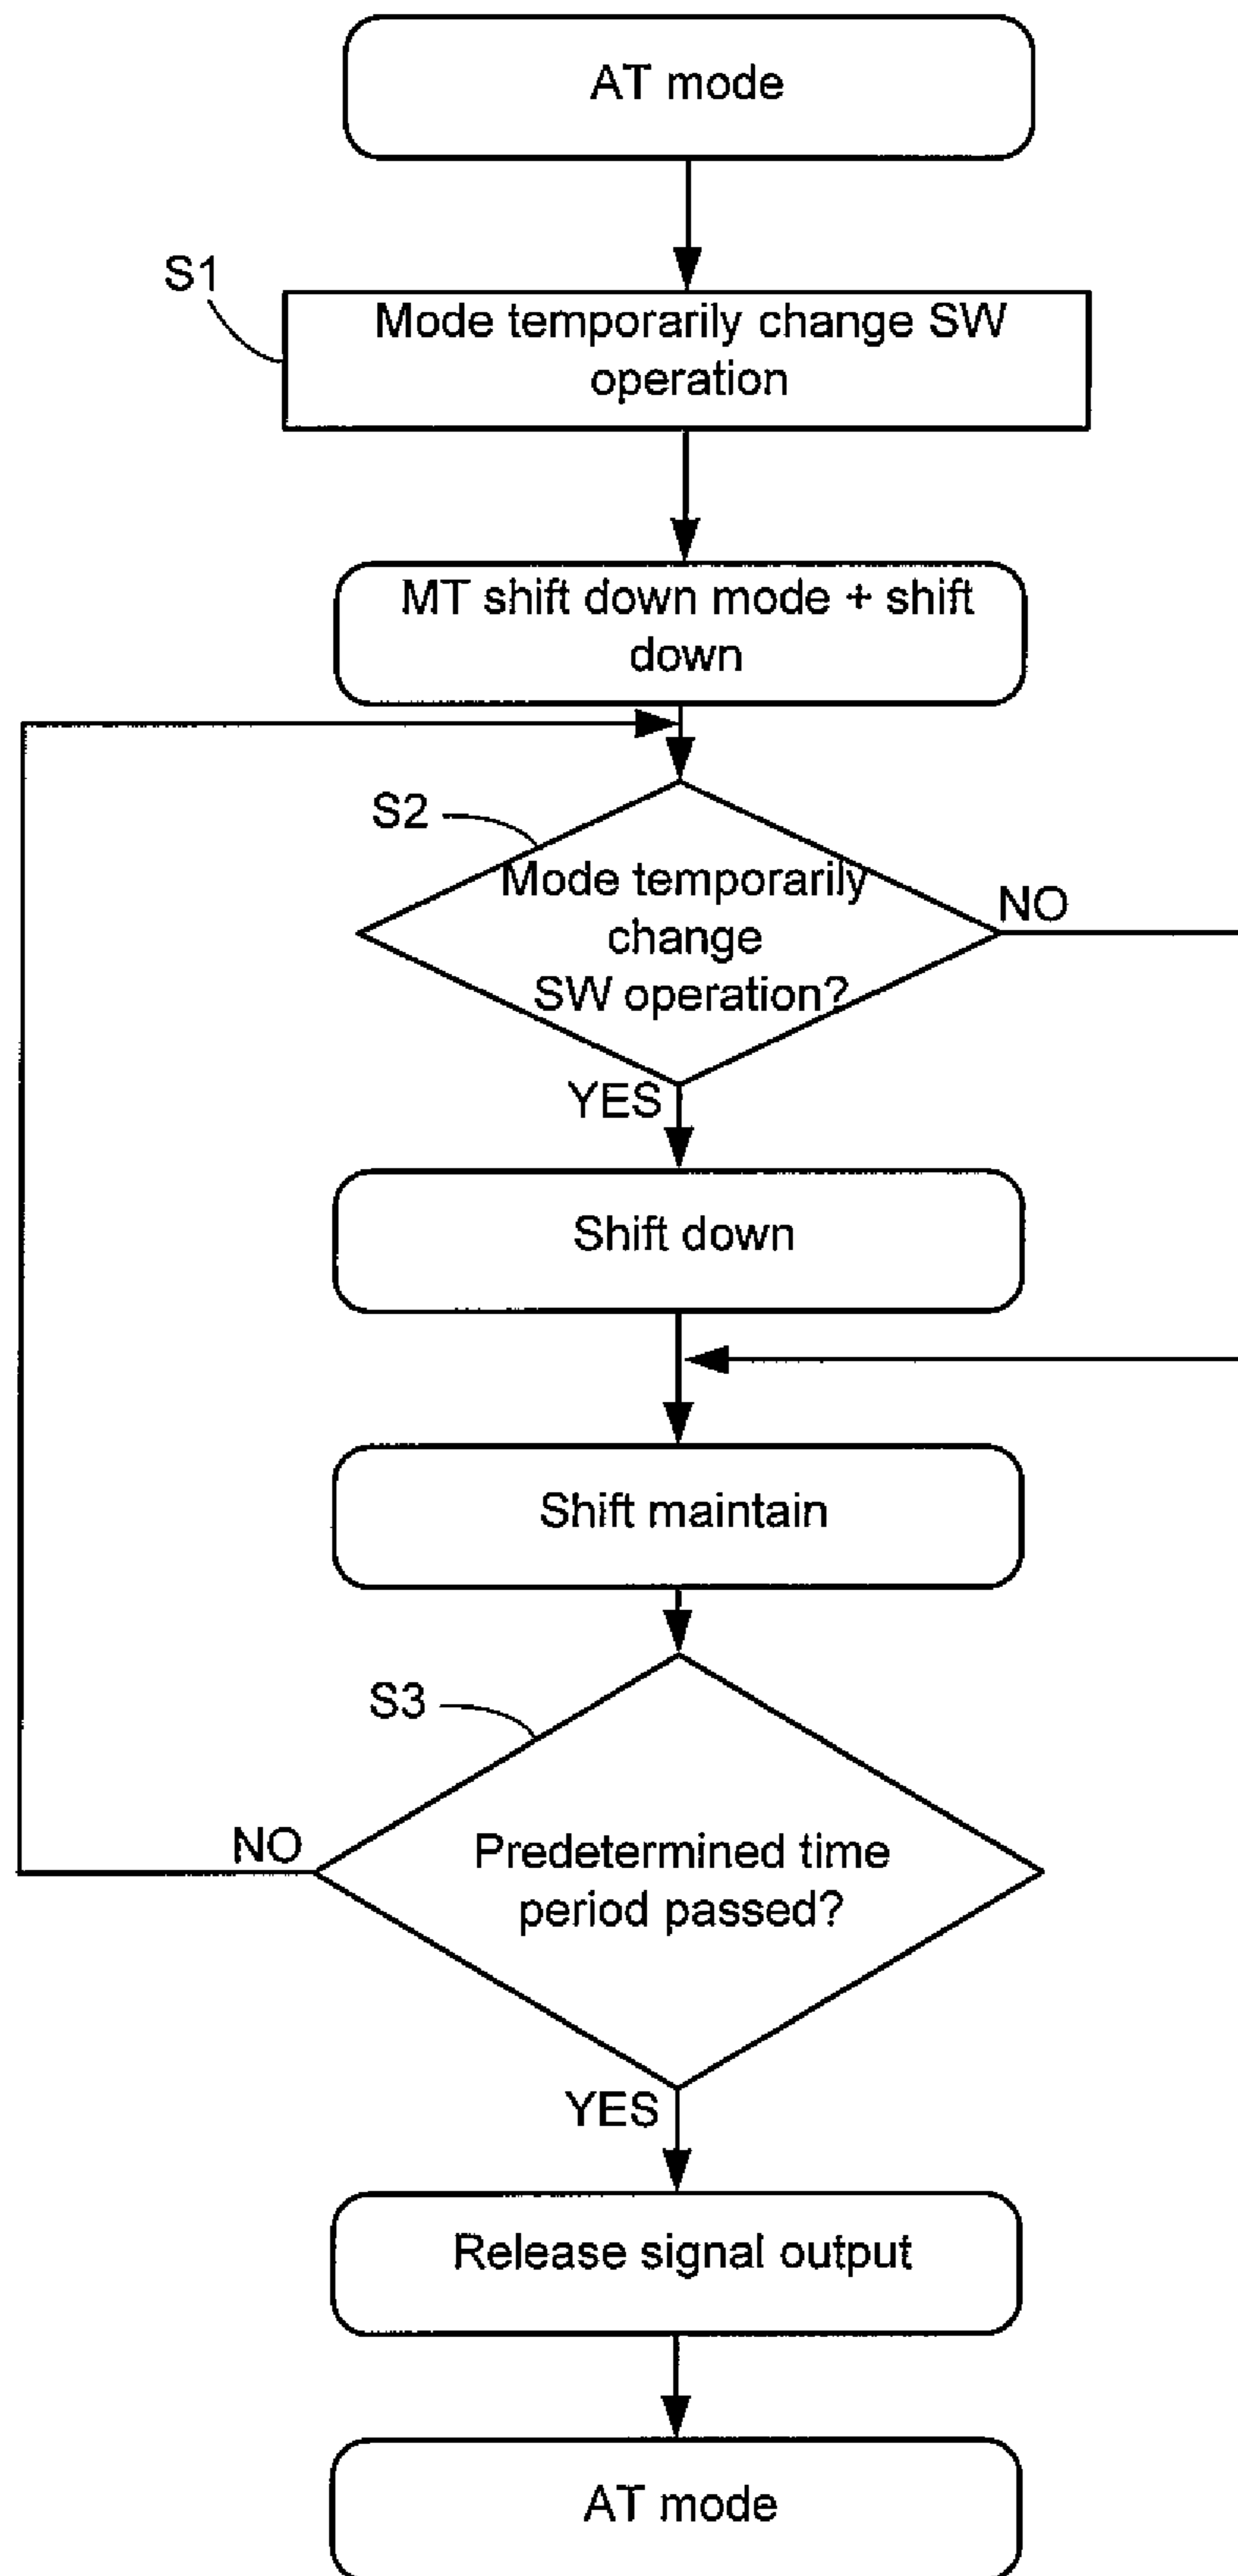 AT mode
S1
Mode temporarily change SW
operation
MT shift down mode + shift
down
S2
Mode temporarily
change
SW operation?
NO
YES
Shift down
Shift maintain
S3
Predetermined time
period passed?
NO
YES
Release signal output
AT mode